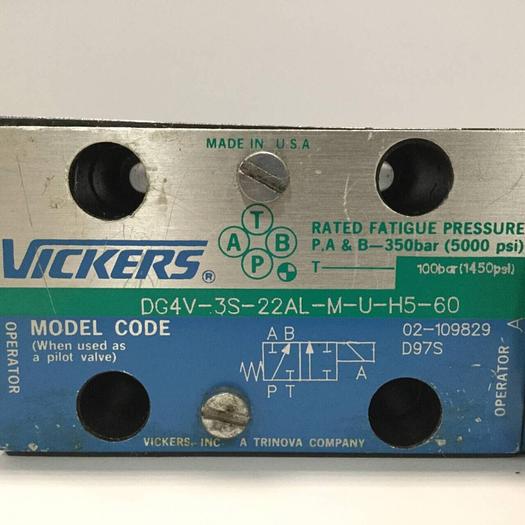 MADE IN U.S.A
T
A B
P
VICKERS ®
RATED FATIGUE PRESSURE
P,A & B—350bar (5000 psi)
T—— 100bar(1450psi)
DG4V-3S-22AL-M-U-H5-60
OPERATOR
MODEL CODE
(When used as
a pilot valve)
A B
A
P T
02-109829
D97S
OPERATOR-
A
VICKERS, INC A TRINOVA COMPANY